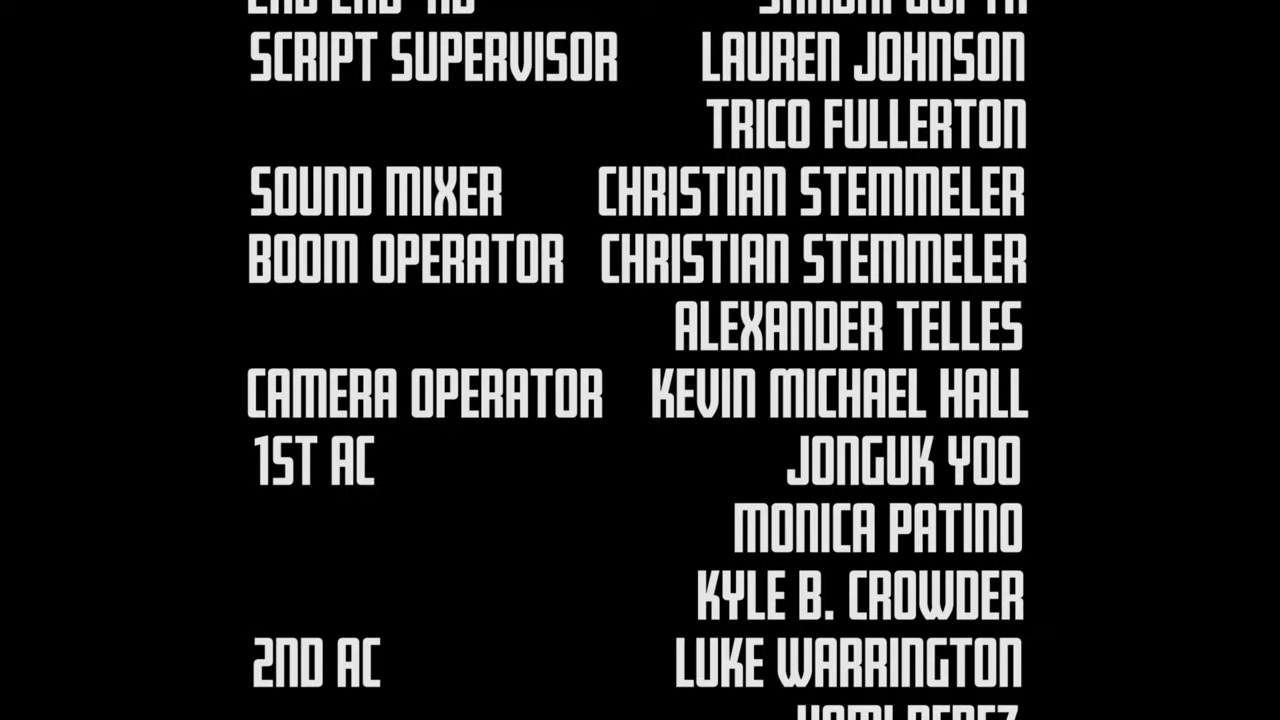 SCRIPT SUPERVISOR LAUREN JOHNSON
TRICO FULLERTON
SOUND MIXER CHRISTIAN STEMMELER
BOOM OPERATOR CHRISTIAN STEMMELER
ALEXANDER TELLES
CAMERA OPERATOR KEVIN MICHAEL HALL
1ST AC JONGUK YOO
MONICA PATINO
KYLE B. CROWDER
2ND AC LUKE WARRINGTON